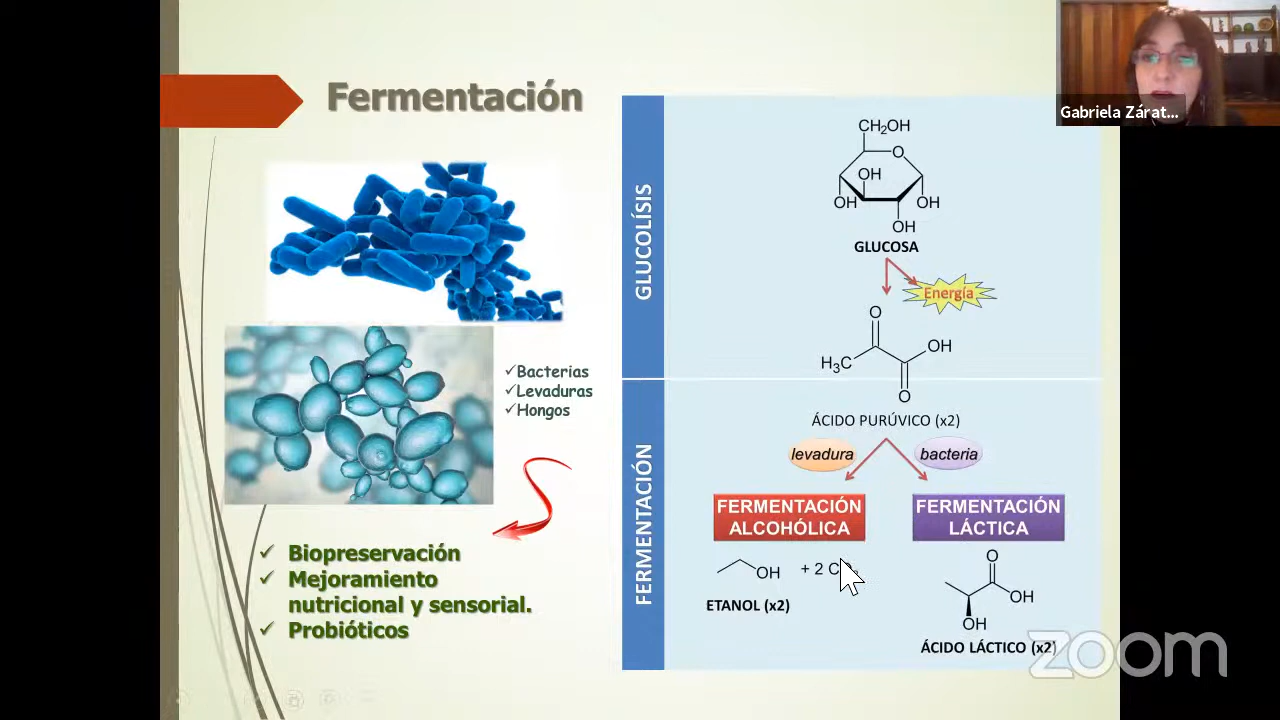 Fermentación
Bacterias
Levaduras
Hongos
Biopreservación
Mejoramiento
nutricional y sensorial.
Probióticos
GLUCOLÍSIS
CH₂OH
O
OH
OH
OH
OH
GLUCOSA
Energía
O
OH
H₃C
O
ÁCIDO PURÚVICO (x2)
FERMENTACIÓN
levadura
bacteria
FERMENTACIÓN
ALCOHÓLICA
FERMENTACIÓN
LÁCTICA
OH
+ 2 C
ETANOL (x2)
O
OH
OH
ÁCIDO LÁCTICO (x2)
Gabriela Zárat...
zoom